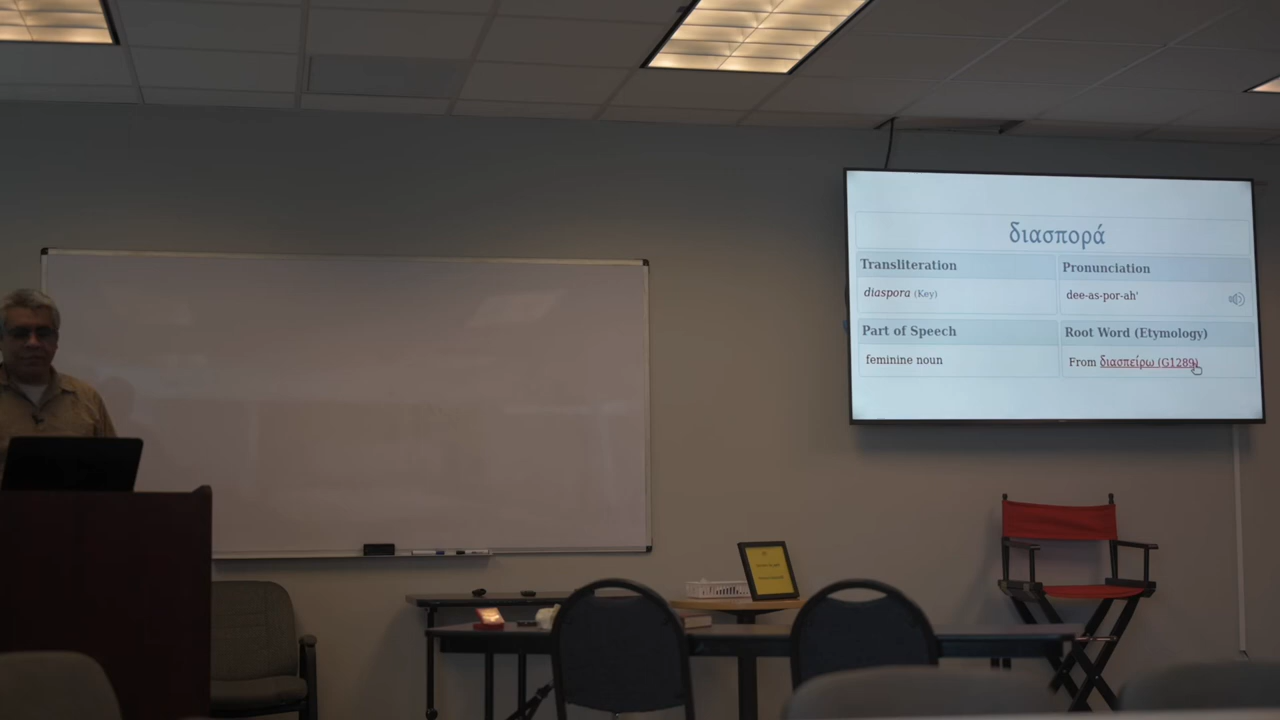 διασπορά
Transliteration
Pronunciation
diaspora (Key)
dee-as-por-ah'
Part of Speech
Root Word (Etymology)
feminine noun
From διασπείρω (G1289)